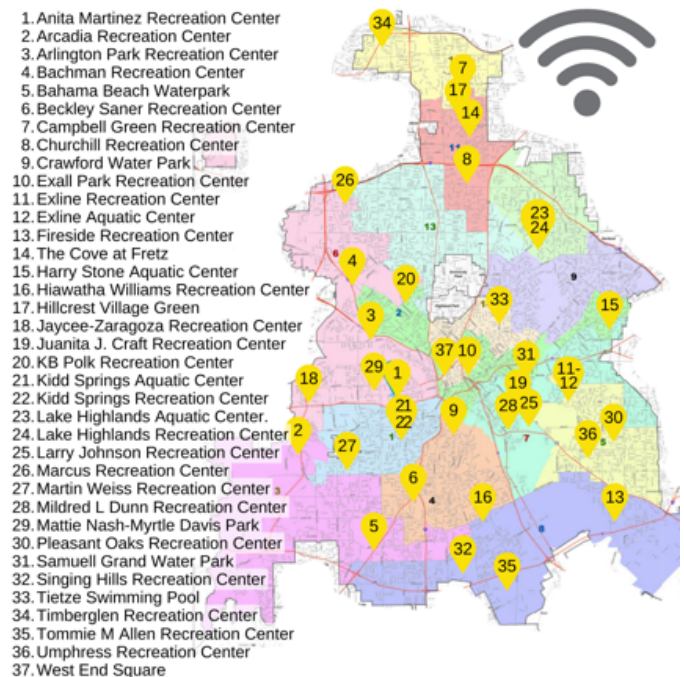 1. Anita Martinez Recreation Center
2. Arcadia Recreation Center
3. Arlington Park Recreation Center
4. Bachman Recreation Center
5. Bahama Beach Waterpark
6. Beckley Saner Recreation Center
7. Campbell Green Recreation Center
8. Churchill Recreation Center
9. Crawford Water Park
10. Exall Park Recreation Center
11. Exline Recreation Center
12. Exline Aquatic Center
13. Fireside Recreation Center
14. The Cove at Fretz
15. Harry Stone Aquatic Center
16. Hiawatha Williams Recreation Center
17. Hillcrest Village Green
18. Jaycee-Zaragoza Recreation Center
19. Juanita J. Craft Recreation Center
20. KB Polk Recreation Center
21. Kidd Springs Aquatic Center
22. Kidd Springs Recreation Center
23. Lake Highlands Aquatic Center.
24. Lake Highlands Recreation Center
25. Larry Johnson Recreation Center
26. Marcus Recreation Center
27. Martin Weiss Recreation Center
28. Mildred L Dunn Recreation Center
29. Mattie Nash-Myrtle Davis Park
30. Pleasant Oaks Recreation Center
31. Samuell Grand Water Park
32. Singing Hills Recreation Center
33. Tietze Swimming Pool
34. Timberglen Recreation Center
35. Tommie M Allen Recreation Center
36. Umphress Recreation Center
37. West End Square
34
7
17
14
11
8
26
13
23
24
6
4
9
20
2
33
15
3
37
10
31
29
1
18
19
11-
12
21
22
9
28
25
30
2
1
27
7
36
5
3
6
4
16
13
5
32
8
35